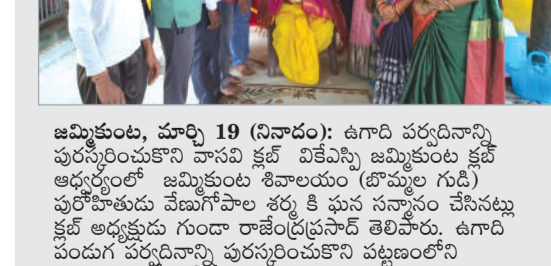 జమ్మికుంట, మార్చి 19 (నినాదం): ఉగాది పర్వదినాన్ని
పురస్కరించుకొని వాసవి క్లబ్ వికేఎస్పి జమ్మికుంట క్లబ్
ఆధ్వర్యంలో జమ్మికుంట శివాలయం (బొమ్మల గుడి)
పురోహితుడు వేణుగోపాల శర్మ కి ఘన సన్మానం చేసినట్లు
క్లబ్ అధ్యక్షుడు గుండా రాజేంద్రప్రసాద్ తెలిపారు. ఉగాది
పండుగ పర్వదినాన్ని పురస్కరించుకొని పట్టణంలోని